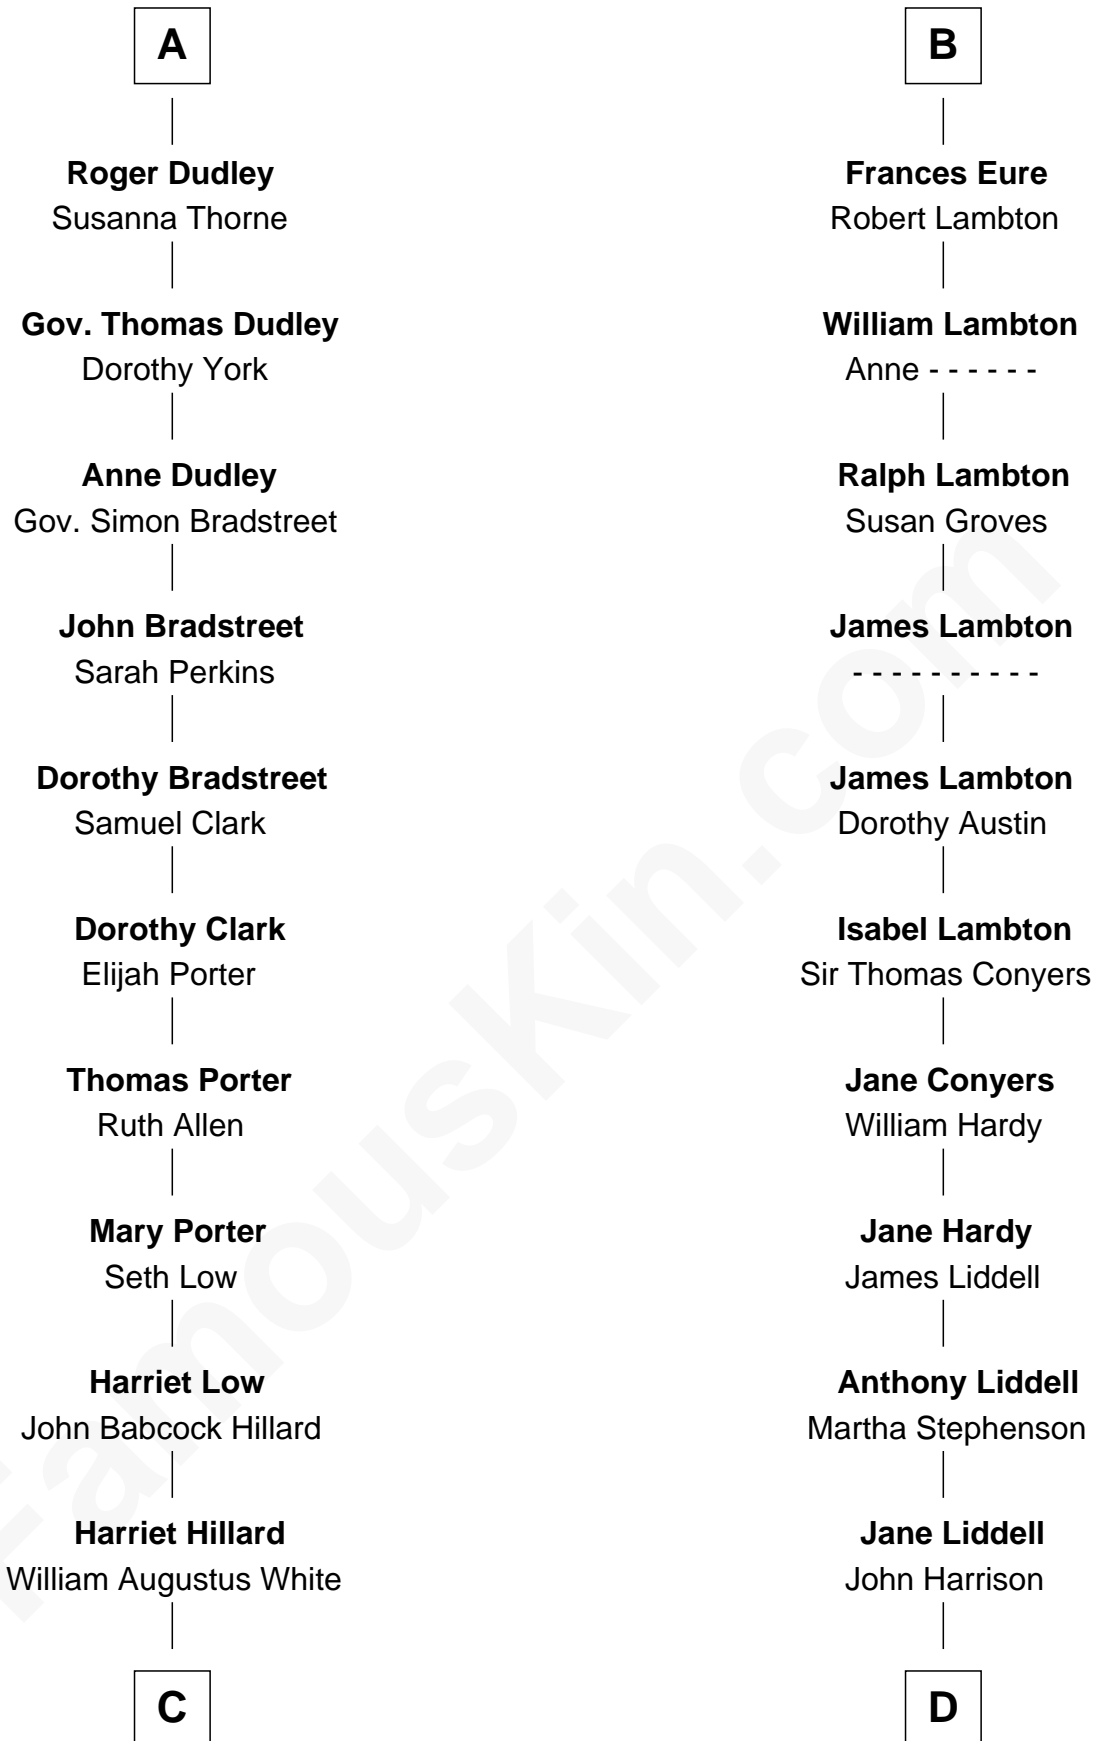 A
Roger Dudley
Susanna Thorne
Gov. Thomas Dudley
Dorothy York
Anne Dudley
Gov. Simon Bradstreet
John Bradstreet
Sarah Perkins
Dorothy Bradstreet
Samuel Clark
Dorothy Clark
Elijah Porter
Thomas Porter
Ruth Allen
Mary Porter
Seth Low
Harriet Low
John Babcock Hillard
Harriet Hillard
William Augustus White
C
B
Frances Eure
Robert Lambton
William Lambton
Anne - - - - - -
Ralph Lambton
Susan Groves
James Lambton
- - - - - - - - - -
James Lambton
Dorothy Austin
Isabel Lambton
Sir Thomas Conyers
Jane Conyers
William Hardy
Jane Hardy
James Liddell
Anthony Liddell
Martha Stephenson
Jane Liddell
John Harrison
D
FamousKin.com